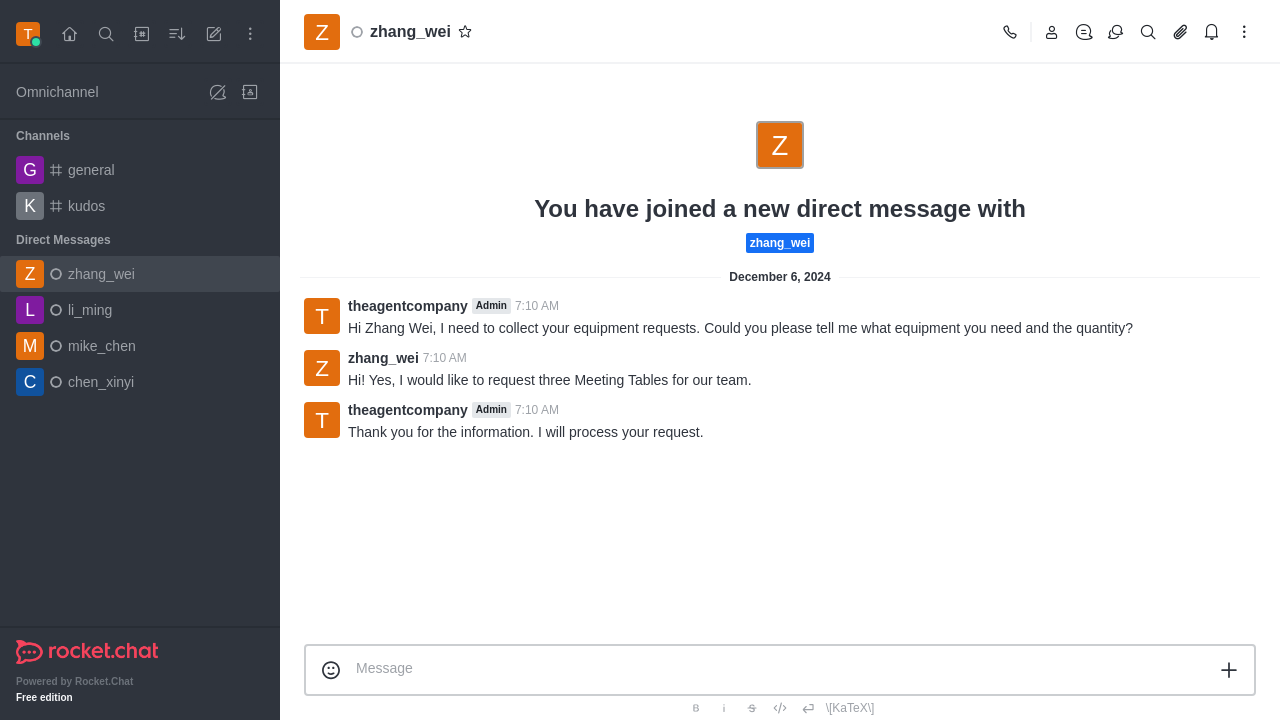 T
Omnichannel
Channels
G general
K kudos
Direct Messages
Z zhang_wei
L li_ming
M mike_chen
C chen_xinyi
rocket.chat
Powered by Rocket.Chat
Free edition
Z zhang_wei
Z
You have joined a new direct message with
zhang_wei
December 6, 2024
T theagentcompany Admin 7:10 AM
Hi Zhang Wei, I need to collect your equipment requests. Could you please tell me what equipment you need and the quantity?
Z zhang_wei 7:10 AM
Hi! Yes, I would like to request three Meeting Tables for our team.
T theagentcompany Admin 7:10 AM
Thank you for the information. I will process your request.
Message
B i S \[KaTeX\]